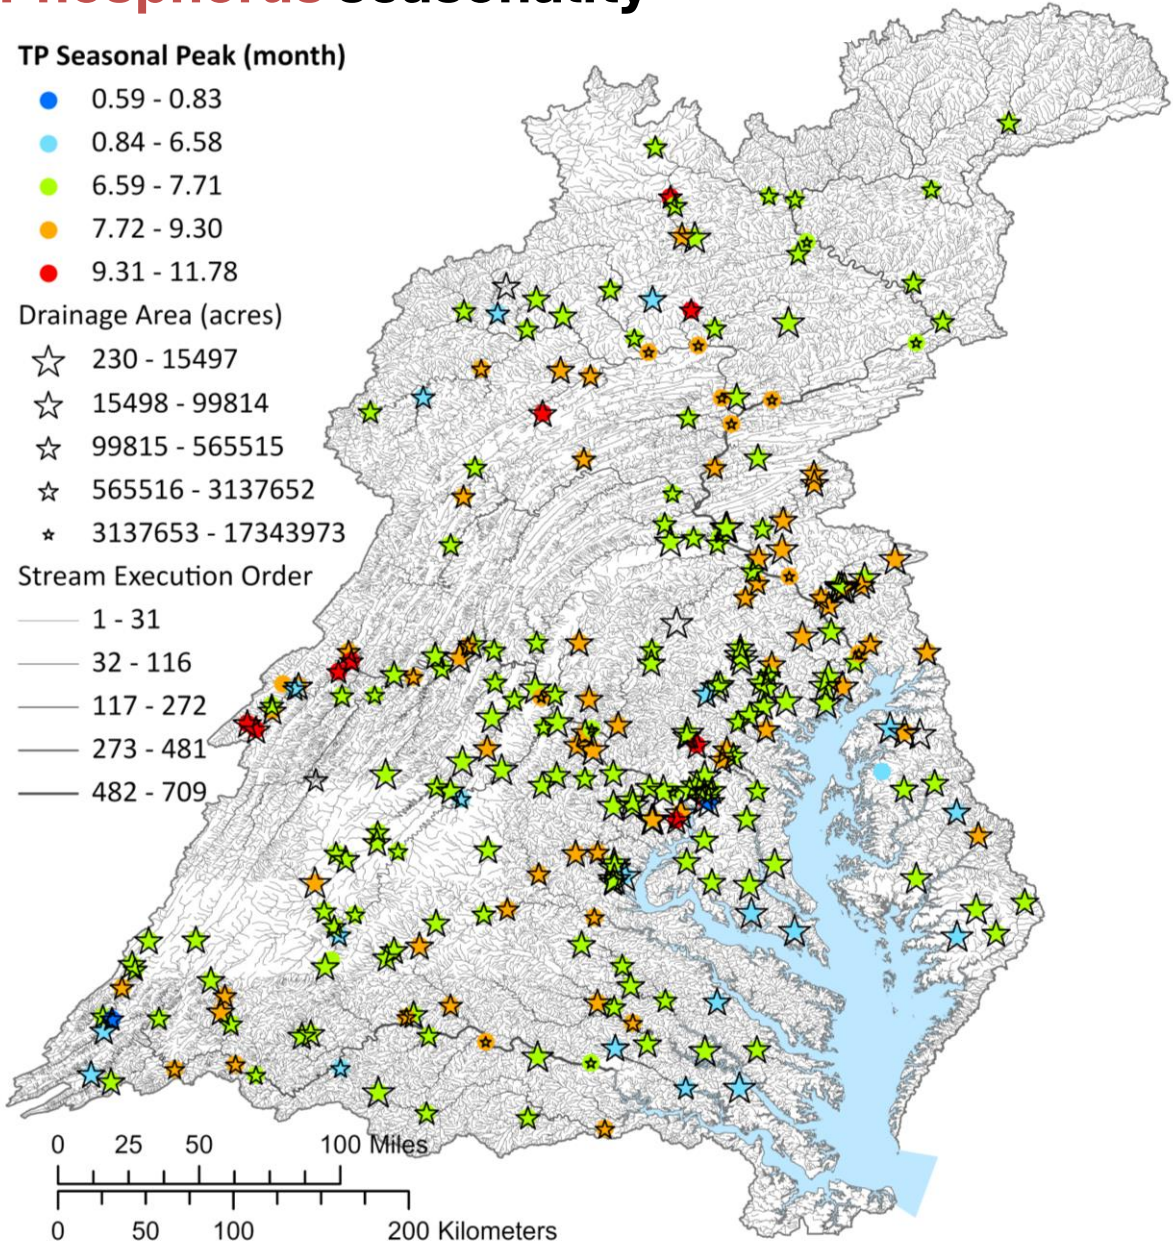 Phosphorus seasonality
TP Seasonal Peak (month)
0.59 - 0.83
0.84 - 6.58
6.59 - 7.71
7.72 - 9.30
9.31 - 11.78
Drainage Area (acres)
230 - 15497
15498 - 99814
99815 - 565515
565516 - 3137652
3137653 - 17343973
Stream Execution Order
1 - 31
32 - 116
117 - 272
273 - 481
482 - 709
0 25 50 100 Miles
0 50 100 200 Kilometers